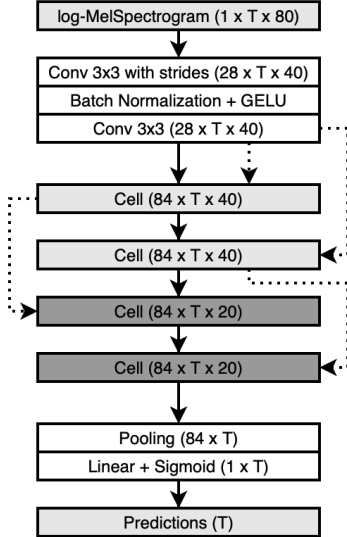 log-MelSpectrogram (1 x T x 80)
Conv 3x3 with strides (28 x T x 40)
Batch Normalization + GELU
Conv 3x3 (28 x T x 40)
Cell (84 x T x 40)
Cell (84 x T x 40)
Cell (84 x T x 20)
Cell (84 x T x 20)
Pooling (84 x T)
Linear + Sigmoid (1 x T)
Predictions (T)